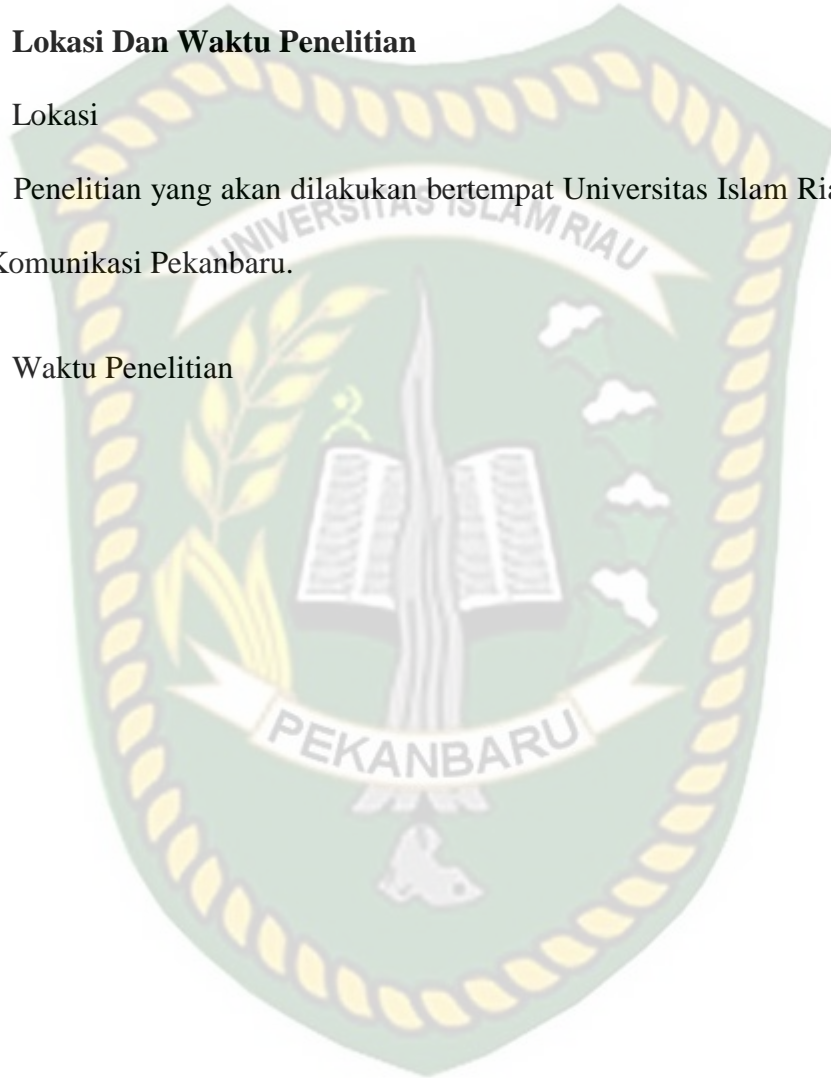 Lokasi Dan Waktu Penelitian
Lokasi
Penelitian yang akan dilakukan bertempat Universitas Islam Ria
Komunikasi Pekanbaru.
Waktu Penelitian
UNIVERSITAS ISLAM RIAU
PEKANBARU